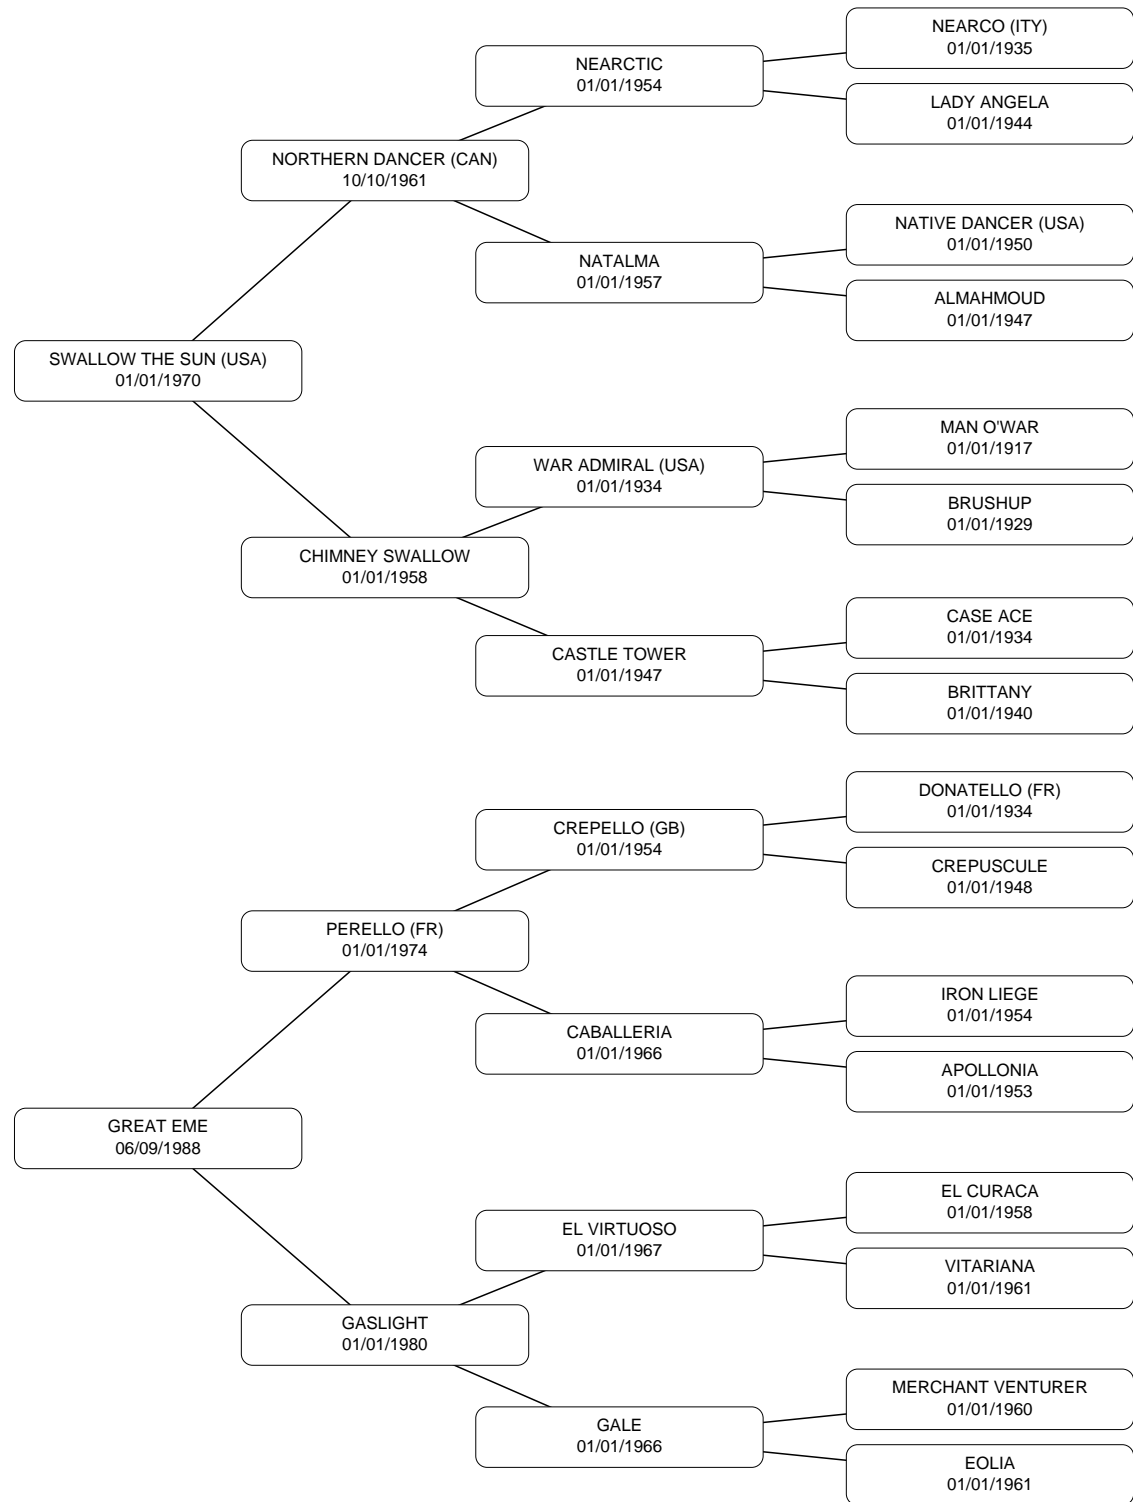 NEARCO (ITY)
01/01/1935
NEARCTIC
01/01/1954
LADY ANGELA
01/01/1944
NORTHERN DANCER (CAN)
10/10/1961
NATIVE DANCER (USA)
01/01/1950
NATALMA
01/01/1957
ALMAHMOUD
01/01/1947
SWALLOW THE SUN (USA)
01/01/1970
MAN O'WAR
01/01/1917
WAR ADMIRAL (USA)
01/01/1934
BRUSHUP
01/01/1929
CHIMNEY SWALLOW
01/01/1958
CASE ACE
01/01/1934
CASTLE TOWER
01/01/1947
BRITTANY
01/01/1940
DONATELLO (FR)
01/01/1934
CREPELLO (GB)
01/01/1954
CREPUSCULE
01/01/1948
PERELLO (FR)
01/01/1974
IRON LIEGE
01/01/1954
CABALLERIA
01/01/1966
APOLLONIA
01/01/1953
GREAT EME
06/09/1988
EL CURACA
01/01/1958
EL VIRTUOSO
01/01/1967
VITARIANA
01/01/1961
GASLIGHT
01/01/1980
MERCHANT VENTURER
01/01/1960
GALE
01/01/1966
EOLIA
01/01/1961